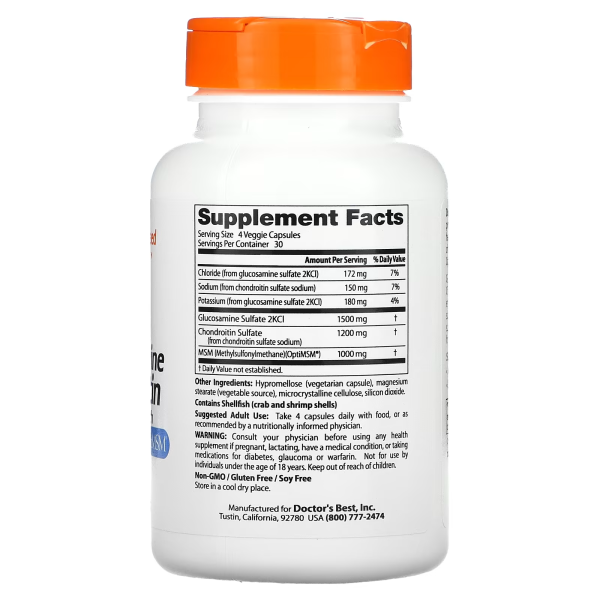 Supplement Facts
Serving Size 4 Veggie Capsules
Servings Per Container 30
Amount Per Serving % Daily Value
Chloride (from glucosamine sulfate 2KCl) 172 mg 7%
Sodium (from chondroitin sulfate sodium) 150 mg 7%
Potassium (from glucosamine sulfate 2KCl) 180 mg 4%
Glucosamine Sulfate 2KCl 1500 mg †
Chondroitin Sulfate 1200 mg †
(from chondroitin sulfate sodium)
MSM (Methylsulfonylmethane)(OptiMSM®) 1000 mg †
† Daily Value not established.
Other Ingredients: Hypromellose (vegetarian capsule), magnesium
stearate (vegetable source), microcrystalline cellulose, silicon dioxide.
Contains Shellfish (crab and shrimp shells)
Suggested Adult Use: Take 4 capsules daily with food, or as
recommended by a nutritionally informed physician.
WARNING: Consult your physician before using any health
supplement if pregnant, lactating, have a medical condition, or taking
medications for diabetes, glaucoma or warfarin. Not for use by
individuals under the age of 18 years. Keep out of reach of children.
Non-GMO / Gluten Free / Soy Free
Store in a cool dry place.
Manufactured for Doctor's Best, Inc.
Tustin, California, 92780 USA (800) 777-2474